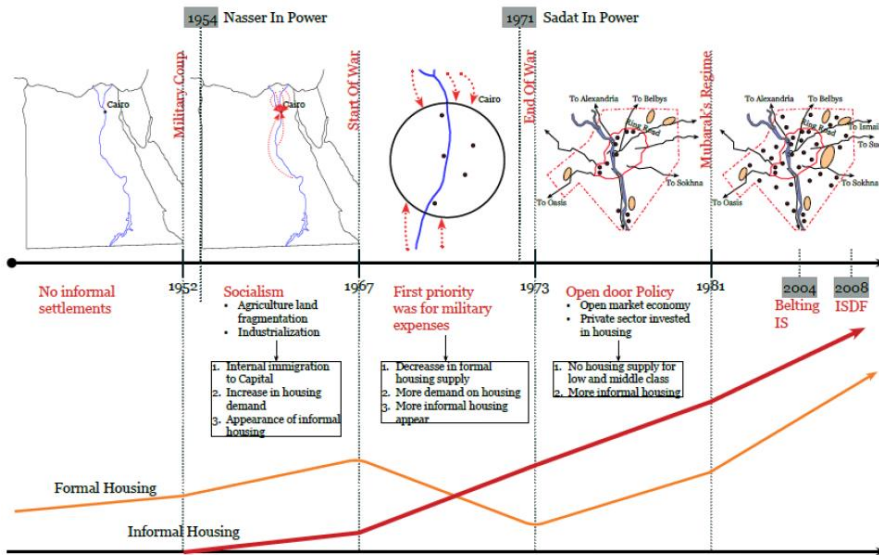 1954 Nasser In Power
1971 Sadat In Power
Military Coup
Start Of War
End Of War
Mubarak's Regime
Cairo
Cairo
Cairo
To Alexandria
To Belbys
Ring Road
To Oasis
To Sokhna
To Alexandria
To Belbys
Ring Road
To Ismai
To Su
To Sokhna
To Oasis
1952
1967
1973
1981
2004
2008
No informal
settlements
Socialism
• Agriculture land
fragmentation
• Industrialization
1. Internal immigration
to Capital
2. Increase in housing
demand
3. Appearance of informal
housing
First priority
was for military
expenses
1. Decreasse in formal
housing supply
2. More demand on housing
3. More informal housing
appear
Open door Policy
• Open market economy
• Private sector invested
in housing
1. No housing supply for
low and middle class
2. More informal housing
Belting
IS
ISDF
Formal Housing
Informal Housing